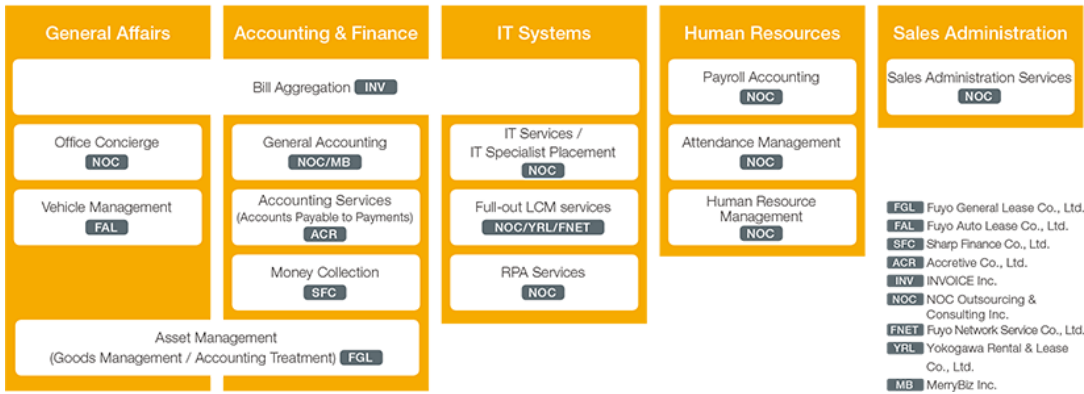 General Affairs
Accounting & Finance
IT Systems
Human Resources
Sales Administration
Bill Aggregation INV
Office Concierge
NOC
Vehicle Management
FAL
General Accounting
NOC/MB
Accounting Services
(Accounts Payable to Payments)
ACR
Money Collection
SFC
Asset Management
(Goods Management / Accounting Treatment) FGL
IT Services /
IT Specialist Placement
NOC
Full-out LCM services
NOC/YRL/FNET
RPA Services
NOC
Payroll Accounting
NOC
Attendance Management
NOC
Human Resource
Management
NOC
Sales Administration Services
NOC
FGL Fuyo General Lease Co., Ltd.
FAL Fuyo Auto Lease Co., Ltd.
SFC Sharp Finance Co., Ltd.
ACR Accretive Co., Ltd.
INV INVOICE Inc.
NOC NOC Outsourcing &
Consulting Inc.
FNET Fuyo Network Service Co., Ltd.
YRL Yokogawa Rental & Lease
Co., Ltd.
MB MerryBiz Inc.